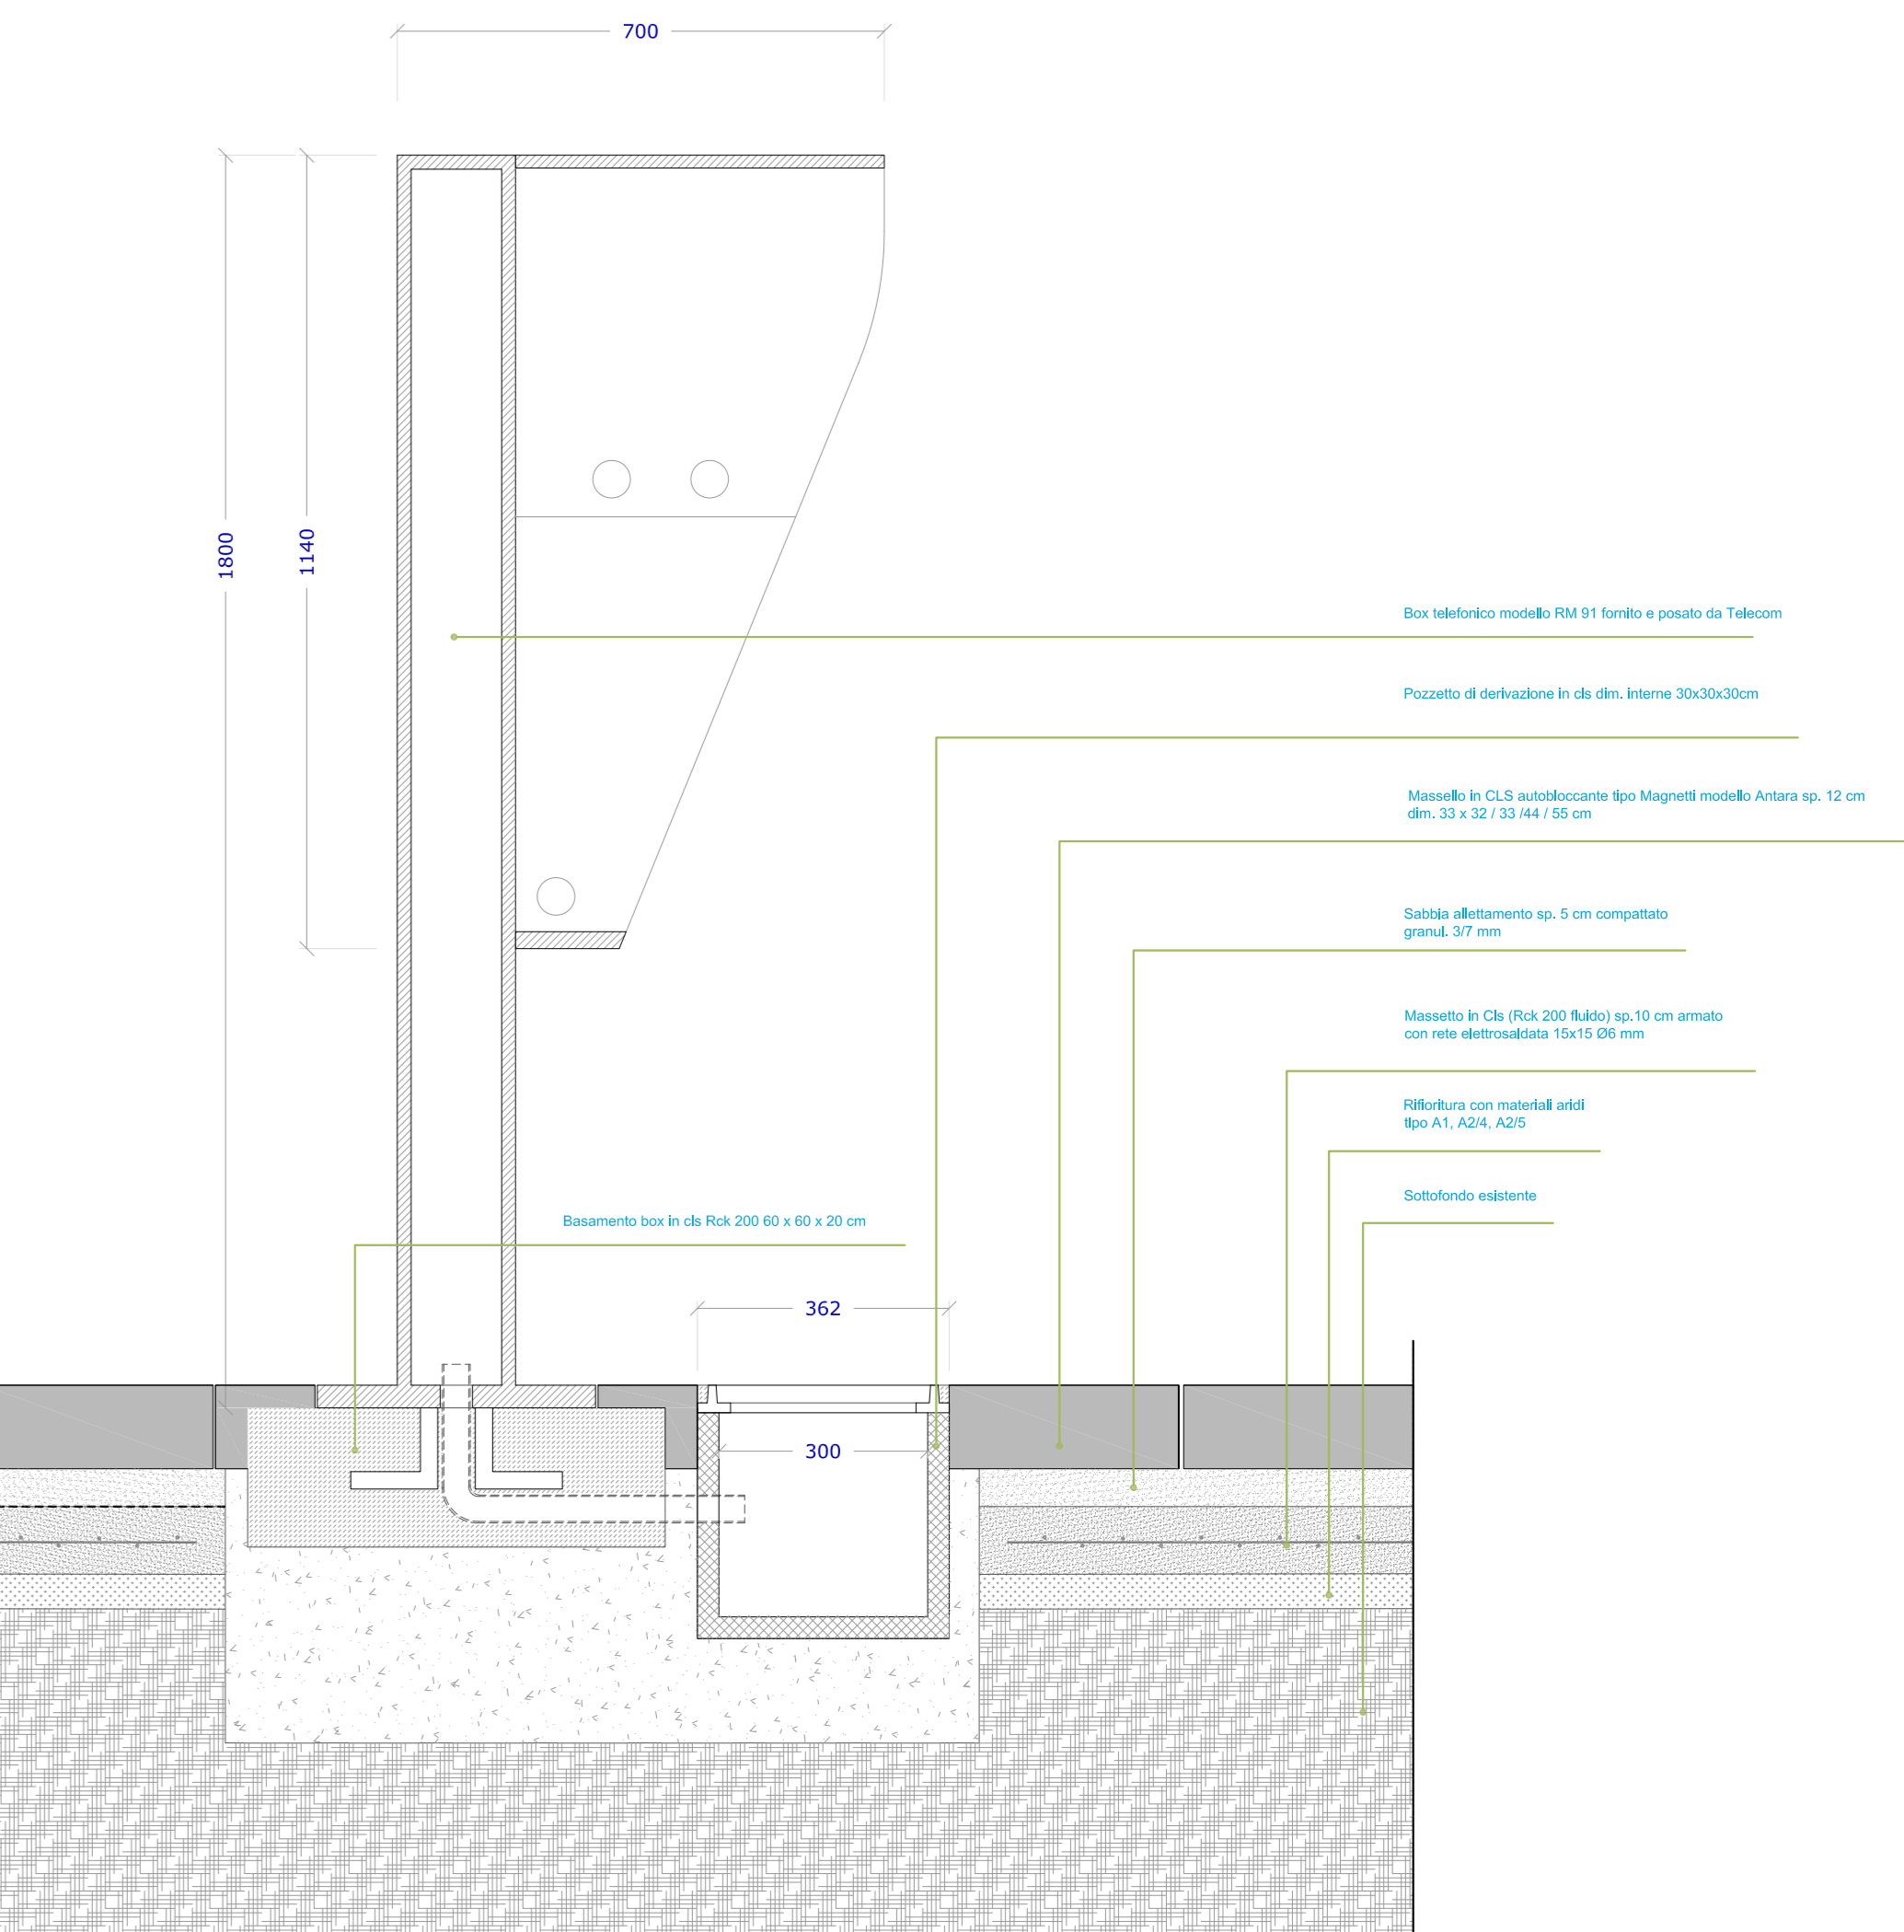 700
1800
1140
Box telefonico modello RM 91 fornito e posato da Telecom
Pozzetto di derivazione in cls dim. interne 30x30x30cm
Massello in CLS autobloccante tipo Magnetti modello Antara sp. 12 cm
dim. 33 x 32 / 33 /44 / 55 cm
Sabbia allettamento sp. 5 cm compattato
granul. 3/7 mm
Massetto in Cls (Rck 200 fluido) sp.10 cm armato
con rete elettrosaldata 15x15 Ø6 mm
Rifioritura con materiali aridi
tipo A1, A2/4, A2/5
Sottofondo esistente
Basamento box in cls Rck 200 60 x 60 x 20 cm
362
300